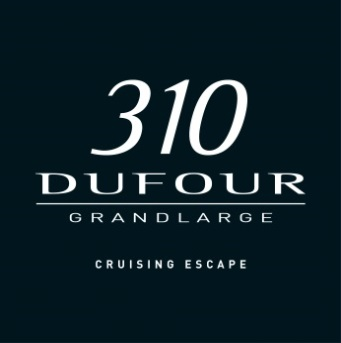 310
DUFOUR
GRANDLARGE
CRUISING ESCAPE